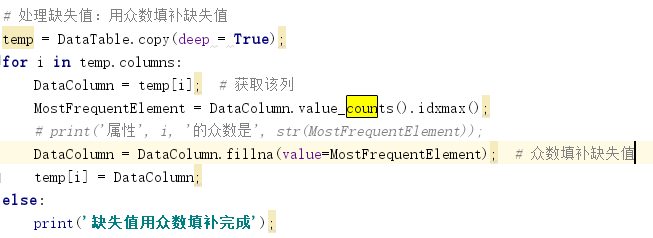 # 处理缺失值：用众数填补缺失值
temp = DataTable.copy(deep = True);
for i in temp.columns:
    DataColumn = temp[i];  # 获取该列
    MostFrequentElement = DataColumn.value_counts().idxmax();
    # print('属性', i, '的众数是', str(MostFrequentElement));
    DataColumn = DataColumn.fillna(value=MostFrequentElement);  # 众数填补缺失值
    temp[i] = DataColumn;
else:
    print('缺失值用众数填补完成');